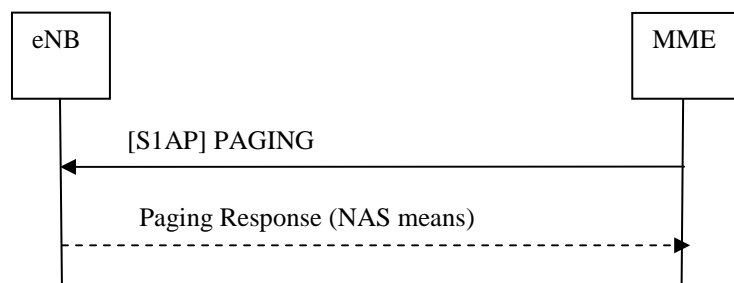 eNB
MME
[S1AP] PAGING
Paging Response (NAS means)